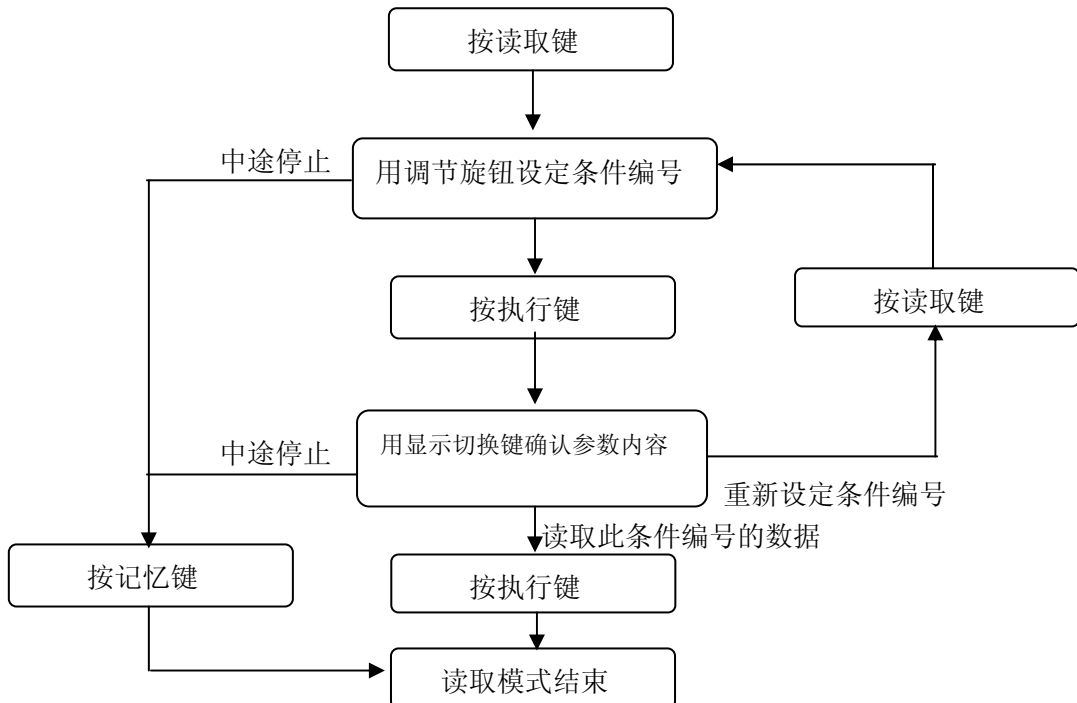 按读取键
中途停止
用调节旋钮设定条件编号
按执行键
按读取键
中途停止
用显示切换键确认参数内容
重新设定条件编号
读取此条件编号的数据
按记忆键
按执行键
读取模式结束